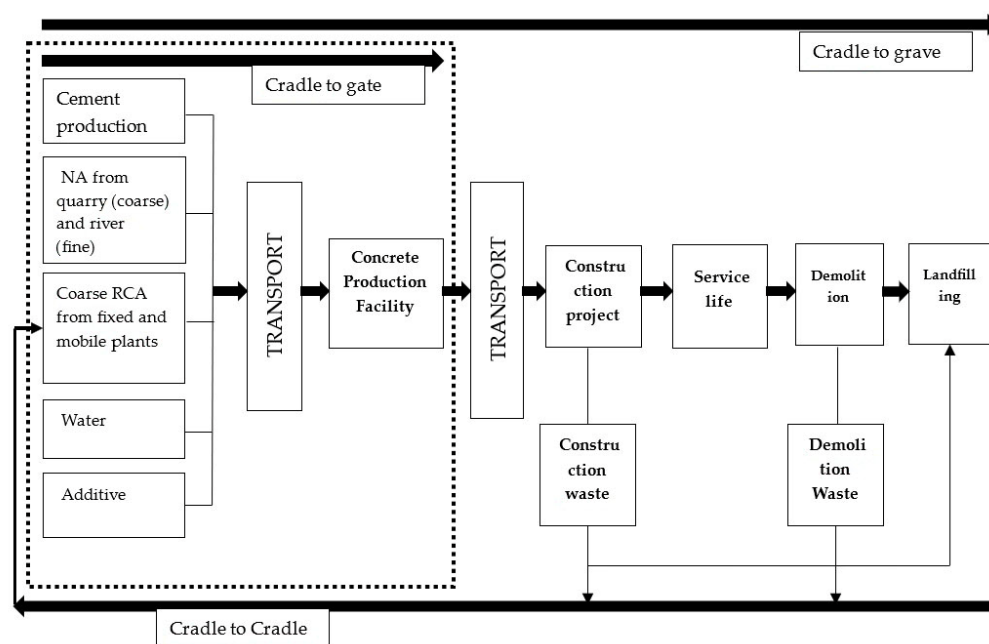 Cradle to grave
Cradle to gate
Cement
production
NA from
quarry (coarse)
and river
(fine)
Coarse RCA
from fixed and
mobile plants
Water
Additive
TRANSPORT
Concrete
Production
Facility
TRANSPORT
Constru
ction
project
Service
life
Demolit
ion
Landfill
ing
Constru
ction
waste
Demoli
tion
Waste
Cradle to Cradle